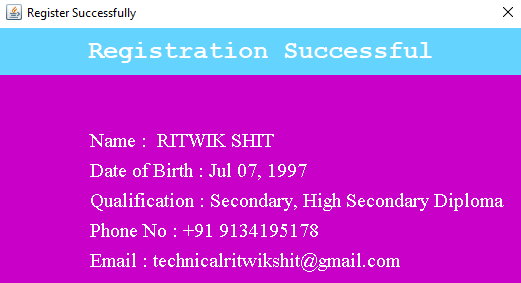 Register Successfully
Registration Successful
Name : RITWIK SHIT
Date of Birth : Jul 07, 1997
Qualification : Secondary, High Secondary Diploma
Phone No : +91 9134195178
Email : technicalritwikshit@gmail.com